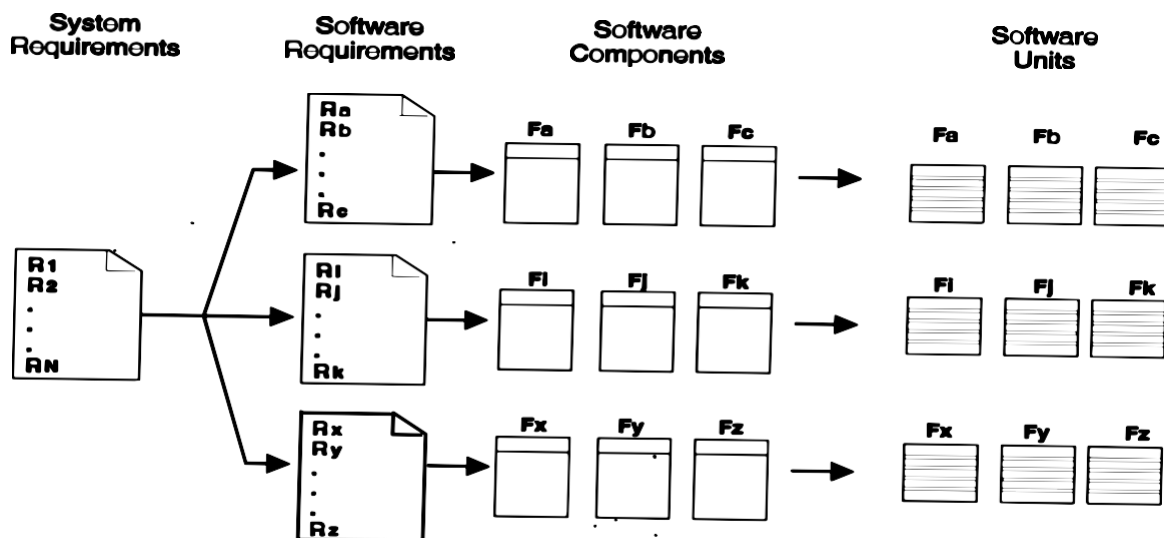 System
Requirements
Software
Requirements
Software
Components
Software
Units
Ra
Rb
.
.
.
Rc
Fa Fb Fc
Fa Fb Fc
R1
R2
.
.
.
RN
Ri
Rj
.
.
.
Rk
Fi Fj Fk
Fi Fj Fk
Rx
Ry
.
.
.
Rz
Fx Fy Fz
Fx Fy Fz